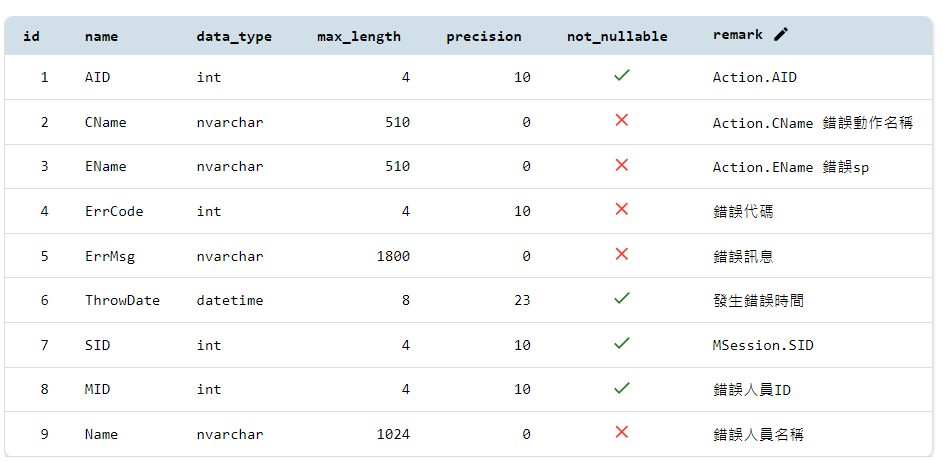 id name data_type max_length precision not_nullable remark
1 AID int 4 10 Action.AID
2 CName nvarchar 510 0 Action.CName 錯誤動作名稱
3 EName nvarchar 510 0 Action.EName 錯誤sp
4 ErrCode int 4 10 錯誤代碼
5 ErrMsg nvarchar 1800 0 錯誤訊息
6 ThrowDate datetime 8 23 發生錯誤時間
7 SID int 4 10 MSession.SID
8 MID int 4 10 錯誤人員ID
9 Name nvarchar 1024 0 錯誤人員名稱